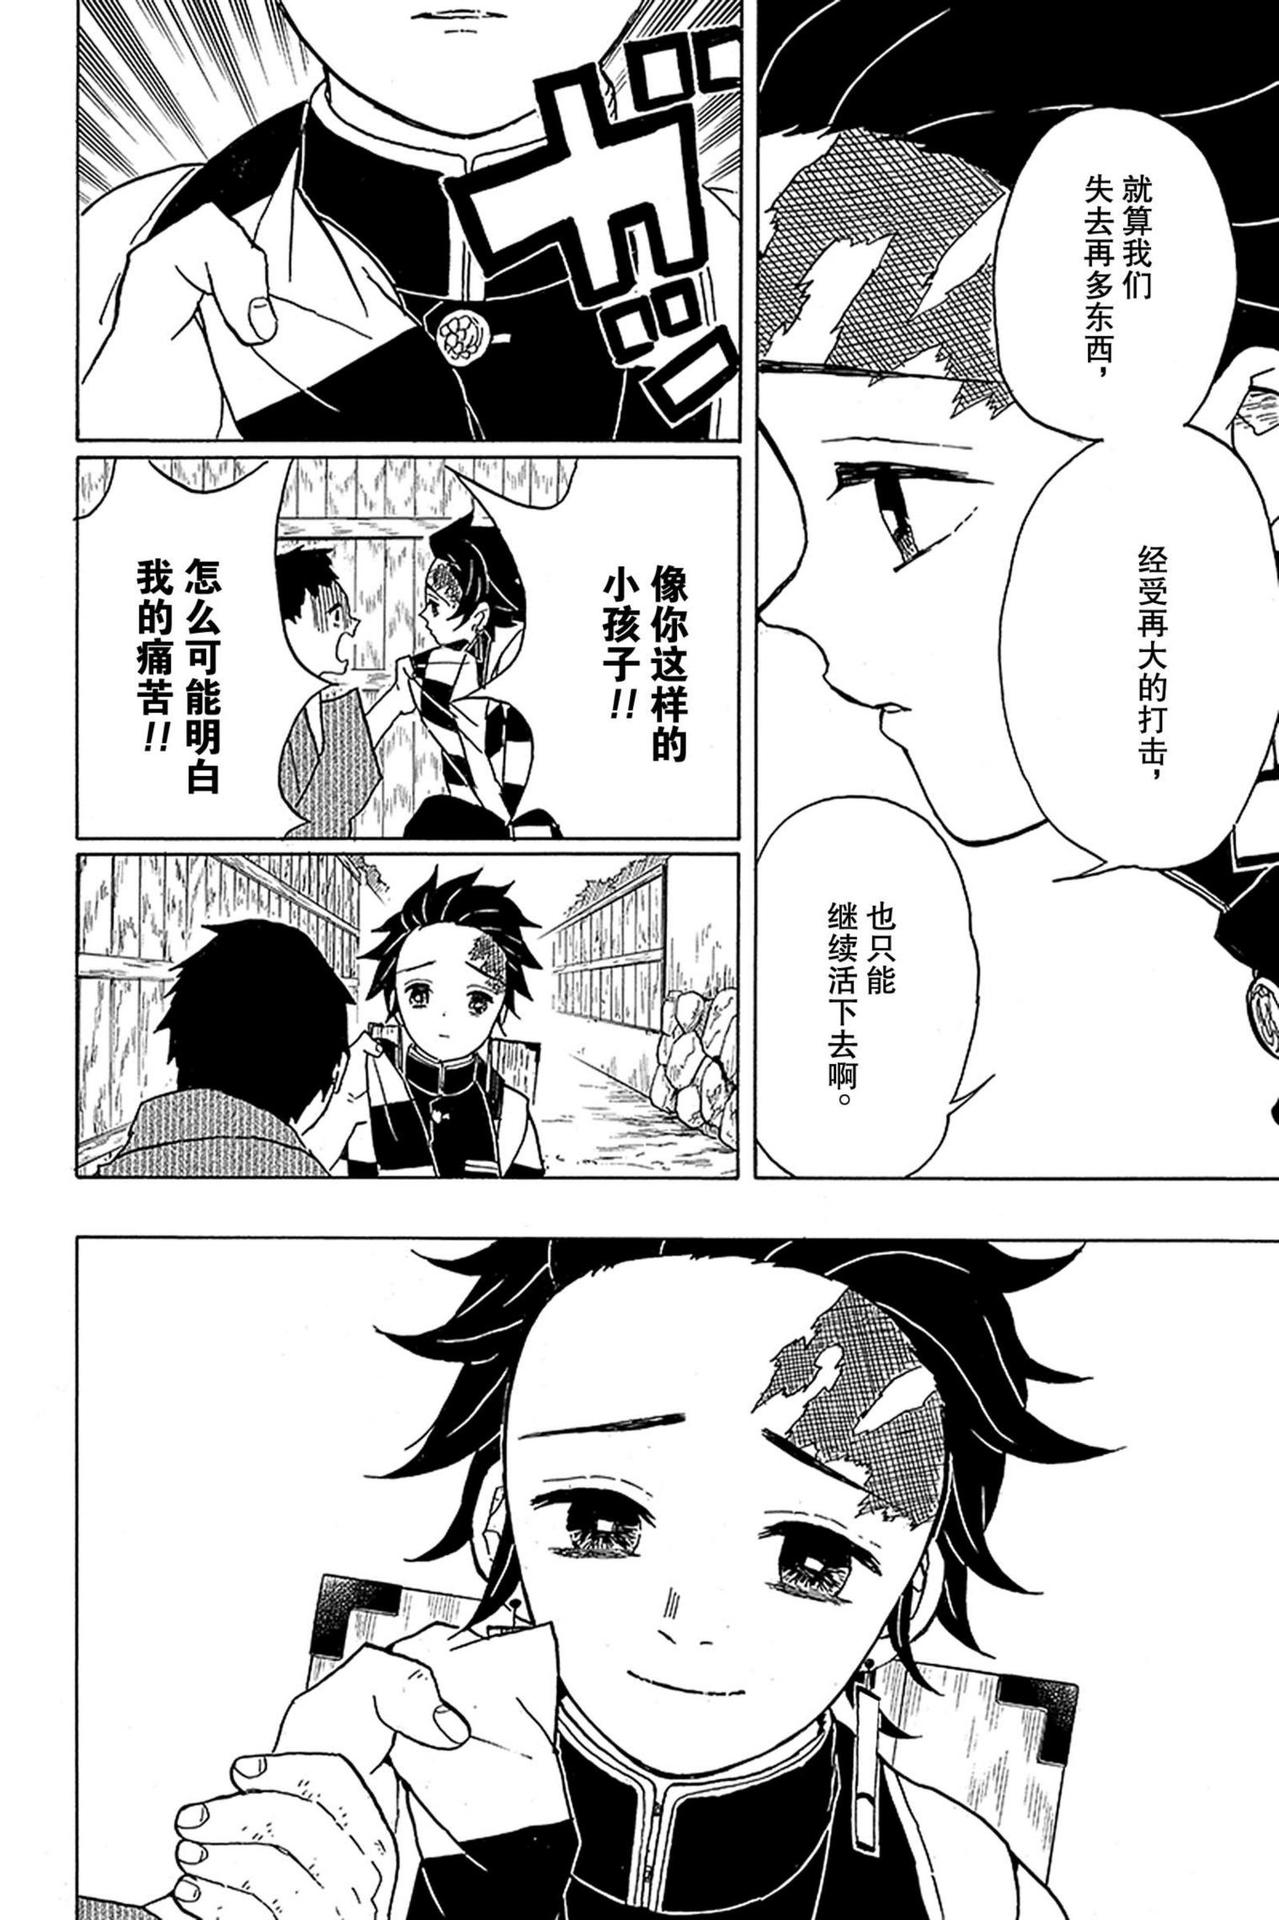 就算我们
失去再多东西，
经受再大的打击，
也只能
继续活下去啊。
ガッ
像你这样的
小孩子!!
怎么可能明白
我的痛苦!!